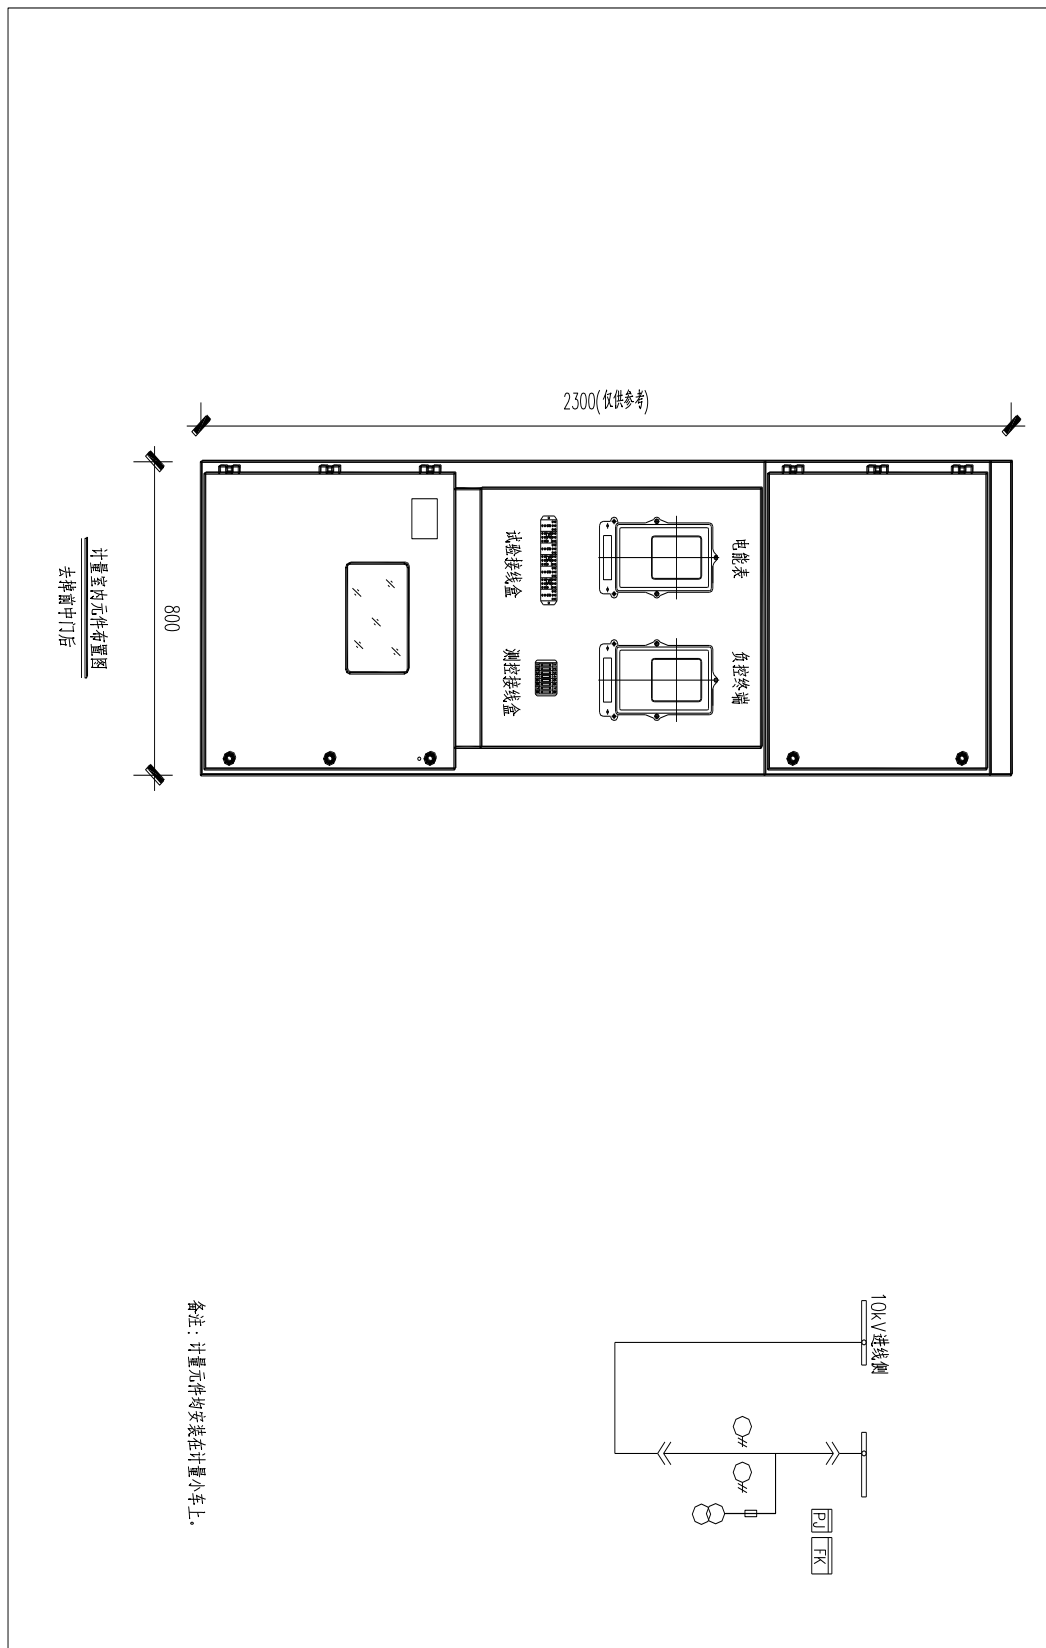 2300(仅供参考)
电能表
负控终端
试验接线盒
测控接线盒
800
计量室内元件布置图
去掉前中门后
10kV进线侧
PJ
FK
备注：计量元件均安装在计量小车上。